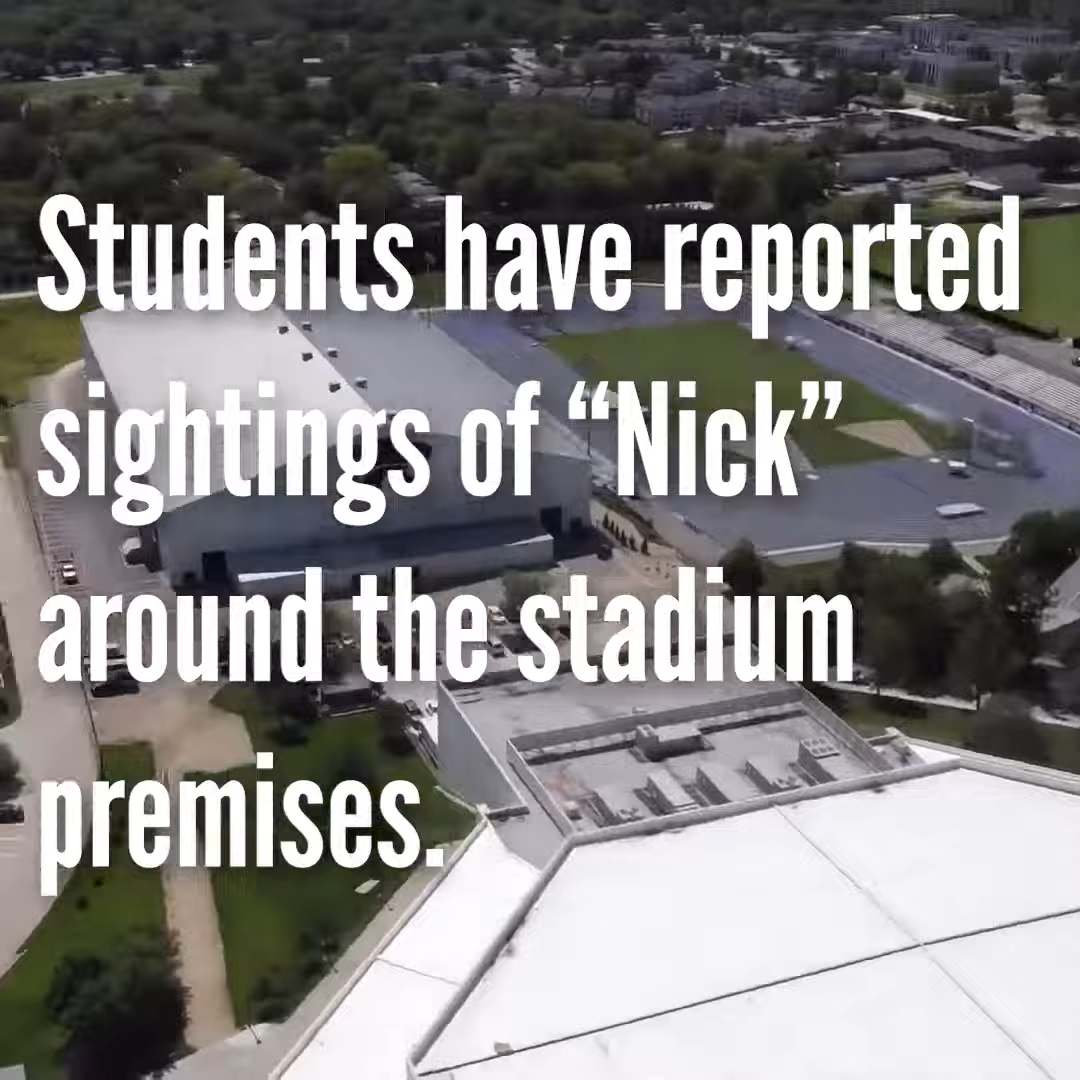 Students have reported
sightings of “Nick”
around the stadium
premises.